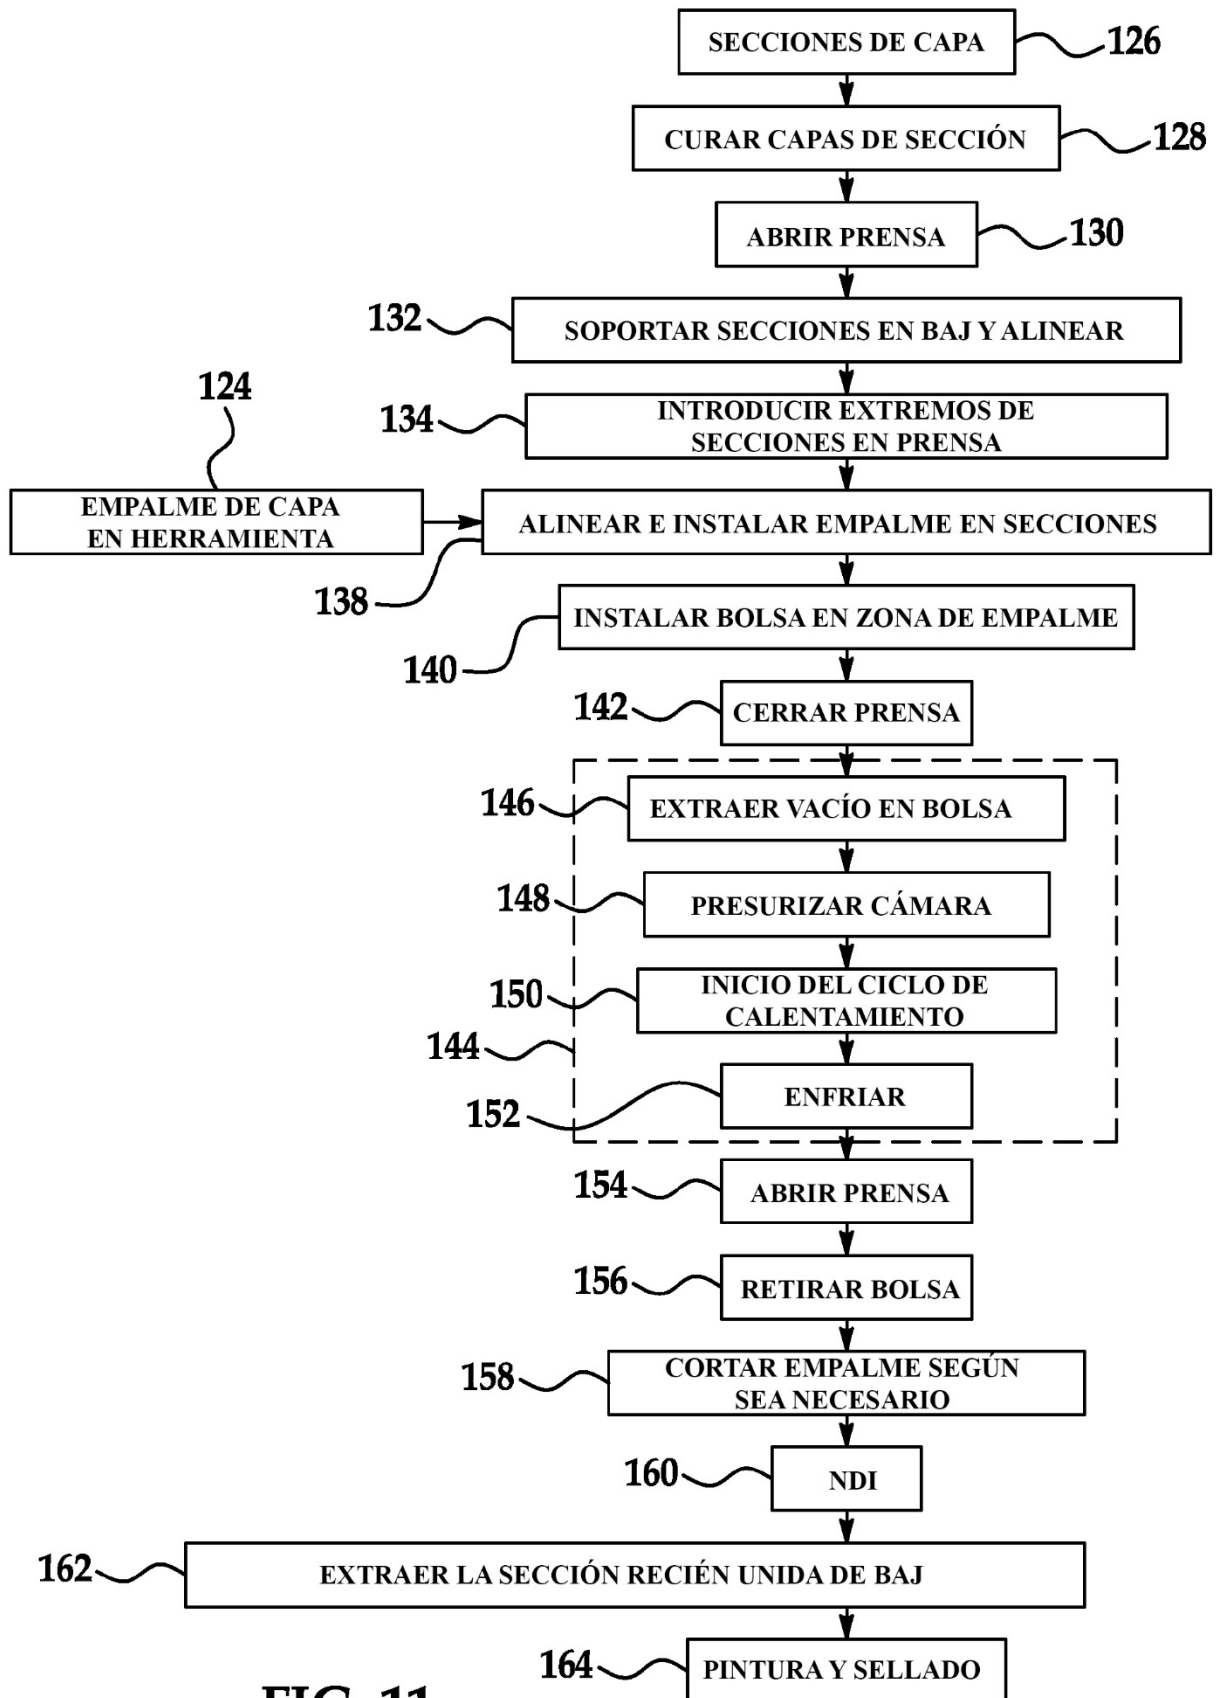 SECCIONES DE CAPA
126
CURAR CAPAS DE SECCIÓN
128
ABRIR PRENSA
130
132
SOPORTAR SECCIONES EN BAJ Y ALINEAR
134
INTRODUCIR EXTREMOS DE
SECCIONES EN PRENSA
124
EMPALME DE CAPA
EN HERRAMIENTA
ALINEAR E INSTALAR EMPALME EN SECCIONES
138
INSTALAR BOLSA EN ZONA DE EMPALME
140
142
CERRAR PRENSA
146
EXTRAER VACÍO EN BOLSA
148
PRESURIZAR CÁMARA
150
INICIO DEL CICLO DE
CALENTAMIENTO
144
152
ENFRIAR
154
ABRIR PRENSA
156
RETIRAR BOLSA
158
CORTAR EMPALME SEGÚN
SEA NECESARIO
160
NDI
162
EXTRAER LA SECCIÓN RECIÉN UNIDA DE BAJ
164
PINTURA Y SELLADO
FIG. 11